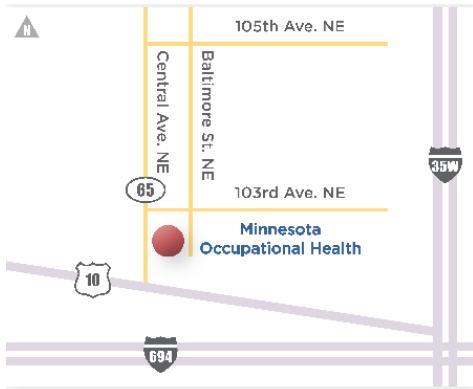 N
105th Ave. NE
Central Ave. NE
Baltimore St. NE
35W
65
103rd Ave. NE
Minnesota
Occupational Health
10
694